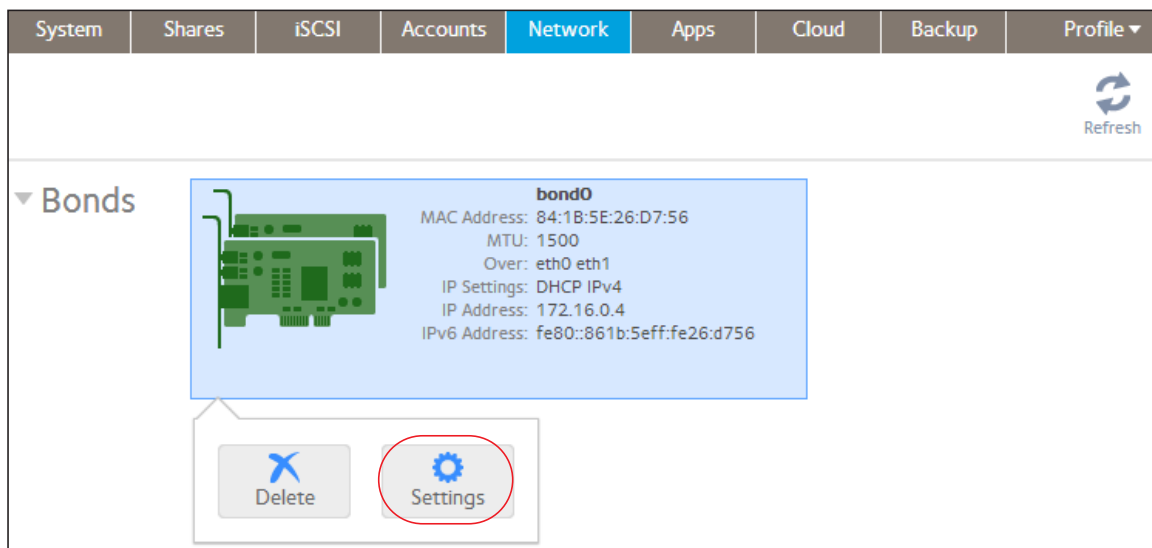 System Shares iSCSI Accounts Network Apps Cloud Backup Profile
Refresh
Bonds
bond0
MAC Address: 84:1B:5E:26:D7:56
MTU: 1500
Over: eth0 eth1
IP Settings: DHCP IPv4
IP Address: 172.16.0.4
IPv6 Address: fe80::861b:5eff:fe26:d756
Delete Settings